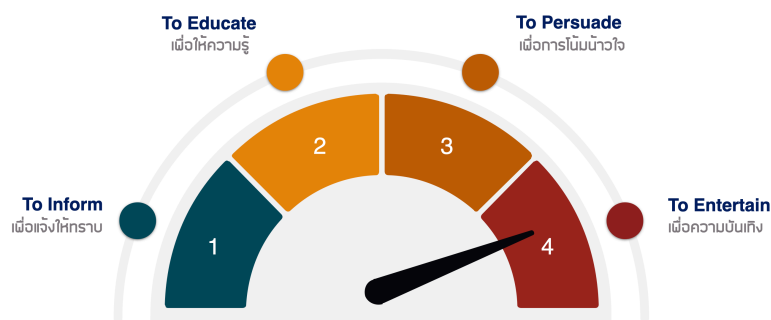 To Educate
เพื่อให้ความรู้
To Persuade
เพื่อการโน้มน้าวใจ
2
3
To Inform
เพื่อแจ้งให้ทราบ
1
4
To Entertain
เพื่อความบันเทิง